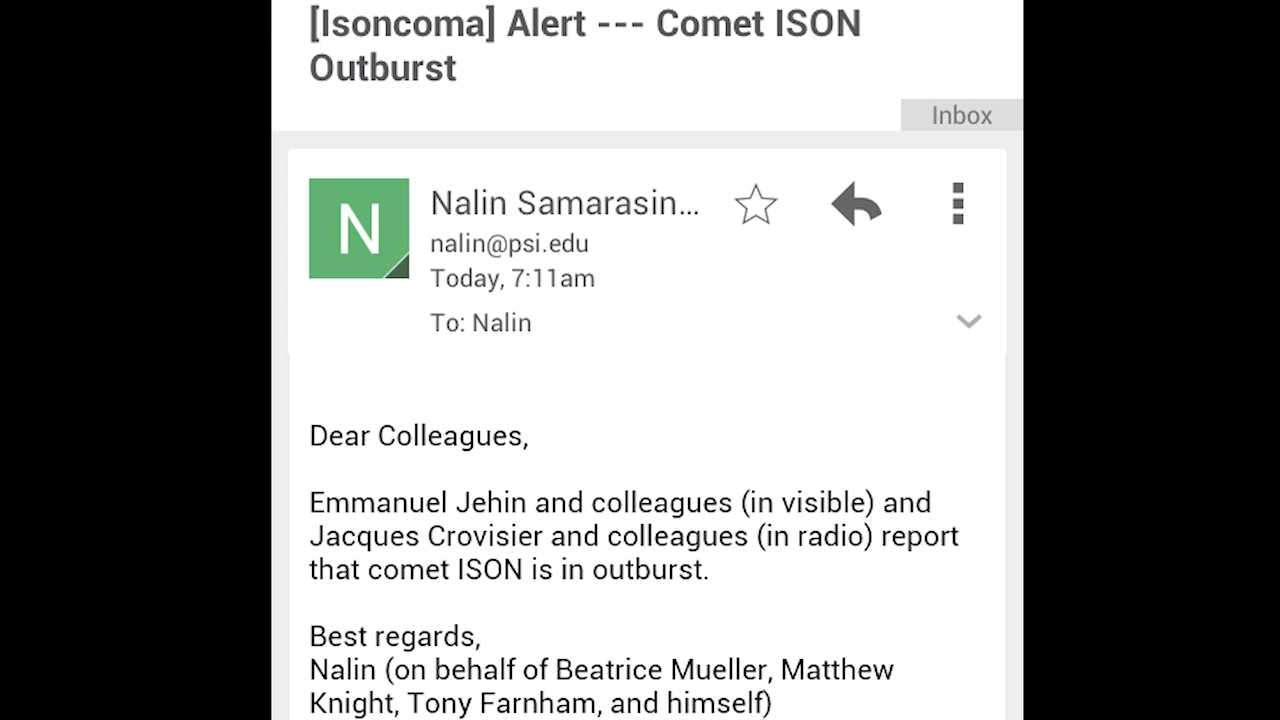 [Isoncoma] Alert --- Comet ISON
Outburst
Inbox
N
Nalin Samarasin...
nalin@psi.edu
Today, 7:11am
To: Nalin
Dear Colleagues,
Emmanuel Jehin and colleagues (in visible) and
Jacques Crovisier and colleagues (in radio) report
that comet ISON is in outburst.
Best regards,
Nalin (on behalf of Beatrice Mueller, Matthew
Knight, Tony Farnham, and himself)